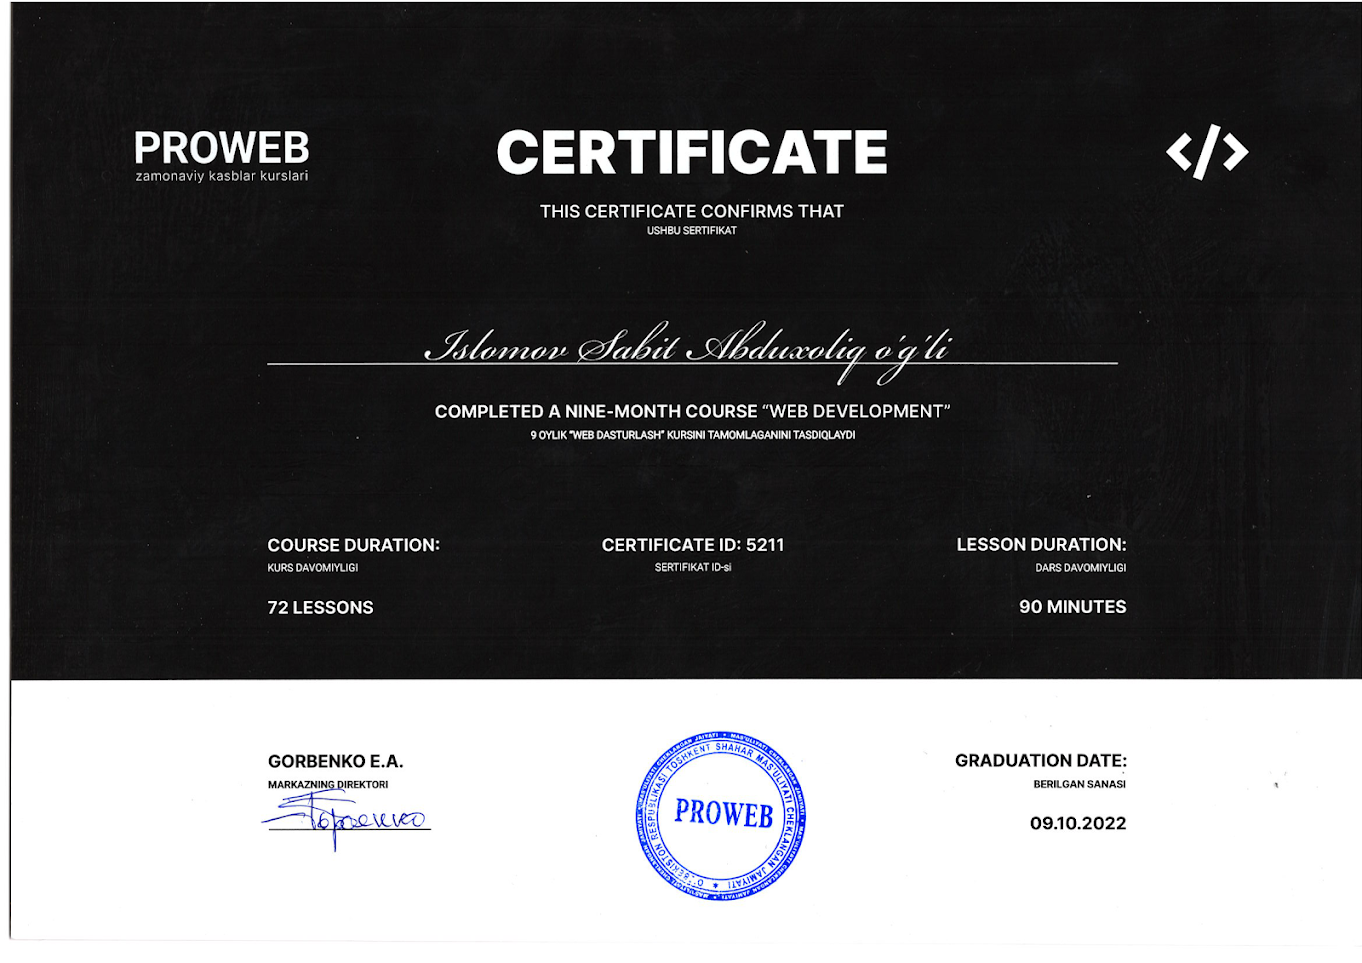 PROWEB
zamonaviy kasblar kurslari
CERTIFICATE
THIS CERTIFICATE CONFIRMS THAT
USHBU SERTIFIKAT
Islomov Sabit Abduxoliq o'g'li
COMPLETED A NINE-MONTH COURSE “WEB DEVELOPMENT”
9 OYLIK “WEB DASTURLASH” KURSINI TAMOMLAGANINI TASDIQLAYDI
COURSE DURATION:
KURS DAVOMIYLIGI
72 LESSONS
CERTIFICATE ID: 5211
SERTIFIKAT ID-si
LESSON DURATION:
DARS DAVOMIYLIGI
90 MINUTES
GORBENKO E.A.
MARKAZNING DIREKTORI
Горбенко
O'ZBEKISTON RESPUBLIKASI TOSHKENT SHAHAR MAS'ULIYATI CHEKLANGAN JAMIYATI
PROWEB
GRADUATION DATE:
BERILGAN SANASI
09.10.2022